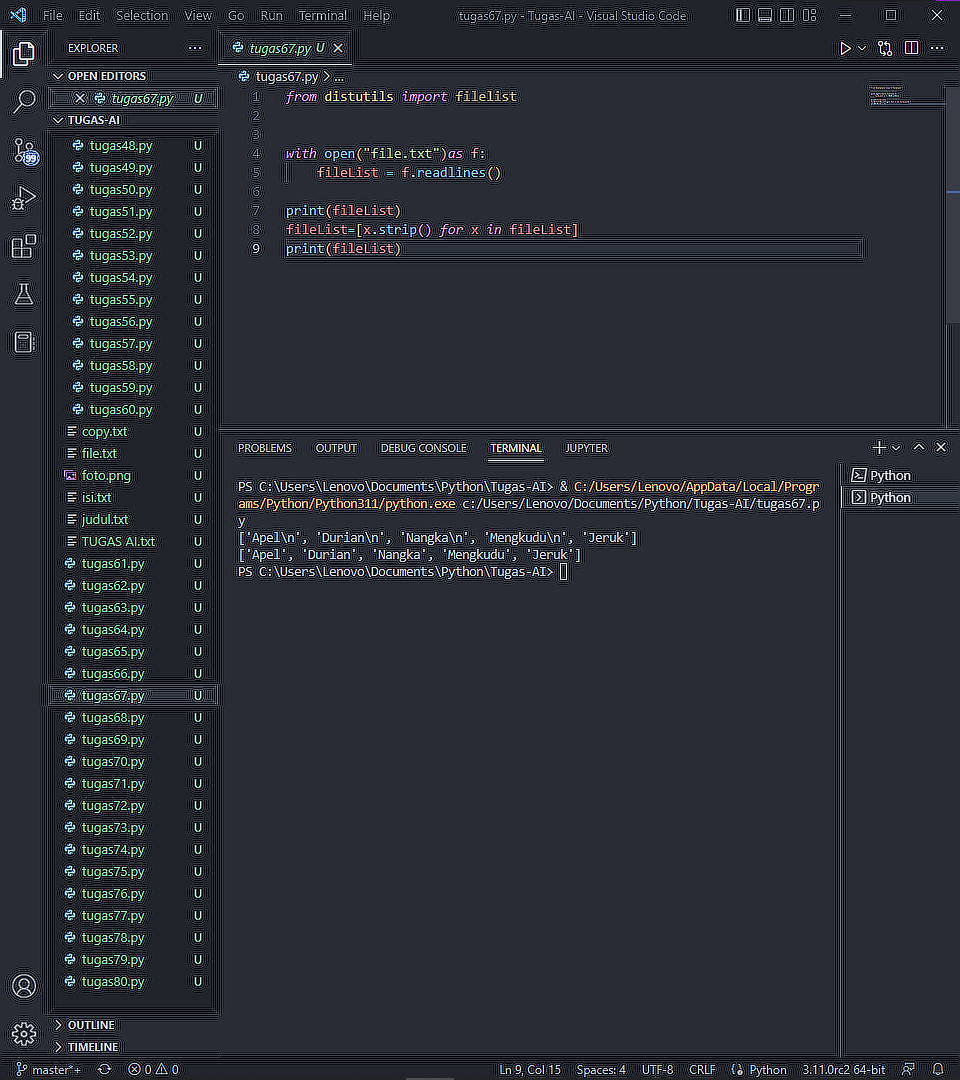 File Edit Selection View Go Run Terminal Help tugas67.py - Tugas-AI - Visual Studio Code
EXPLORER
OPEN EDITORS
tugas67.py U
TUGAS-AI
tugas48.py U
tugas49.py U
tugas50.py U
tugas51.py U
tugas52.py U
tugas53.py U
tugas54.py U
tugas55.py U
tugas56.py U
tugas57.py U
tugas58.py U
tugas59.py U
tugas60.py U
copy.txt U
file.txt U
foto.png U
isi.txt U
judul.txt U
TUGAS AI.txt U
tugas61.py U
tugas62.py U
tugas63.py U
tugas64.py U
tugas65.py U
tugas66.py U
tugas67.py U
tugas68.py U
tugas69.py U
tugas70.py U
tugas71.py U
tugas72.py U
tugas73.py U
tugas74.py U
tugas75.py U
tugas76.py U
tugas77.py U
tugas78.py U
tugas79.py U
tugas80.py U
OUTLINE
TIMELINE
99
tugas67.py U
tugas67.py > ...
1 from distutils import filelist
2
3
4 with open("file.txt")as f:
5     fileList = f.readlines()
6
7 print(fileList)
8 fileList=[x.strip() for x in fileList]
9 print(fileList)
PROBLEMS OUTPUT DEBUG CONSOLE TERMINAL JUPYTER
PS C:\Users\Lenovo\Documents\Python\Tugas-AI> & C:/Users/Lenovo/AppData/Local/Progr
ams/Python/Python311/python.exe c:/Users/Lenovo/Documents/Python/Tugas-AI/tugas67.p
y
['Apel\n', 'Durian\n', 'Nangka\n', 'Mengkudu\n', 'Jeruk']
['Apel', 'Durian', 'Nangka', 'Mengkudu', 'Jeruk']
PS C:\Users\Lenovo\Documents\Python\Tugas-AI>
Python
Python
master*+ 0 0 Ln 9, Col 15 Spaces: 4 UTF-8 CRLF Python 3.11.0rc2 64-bit